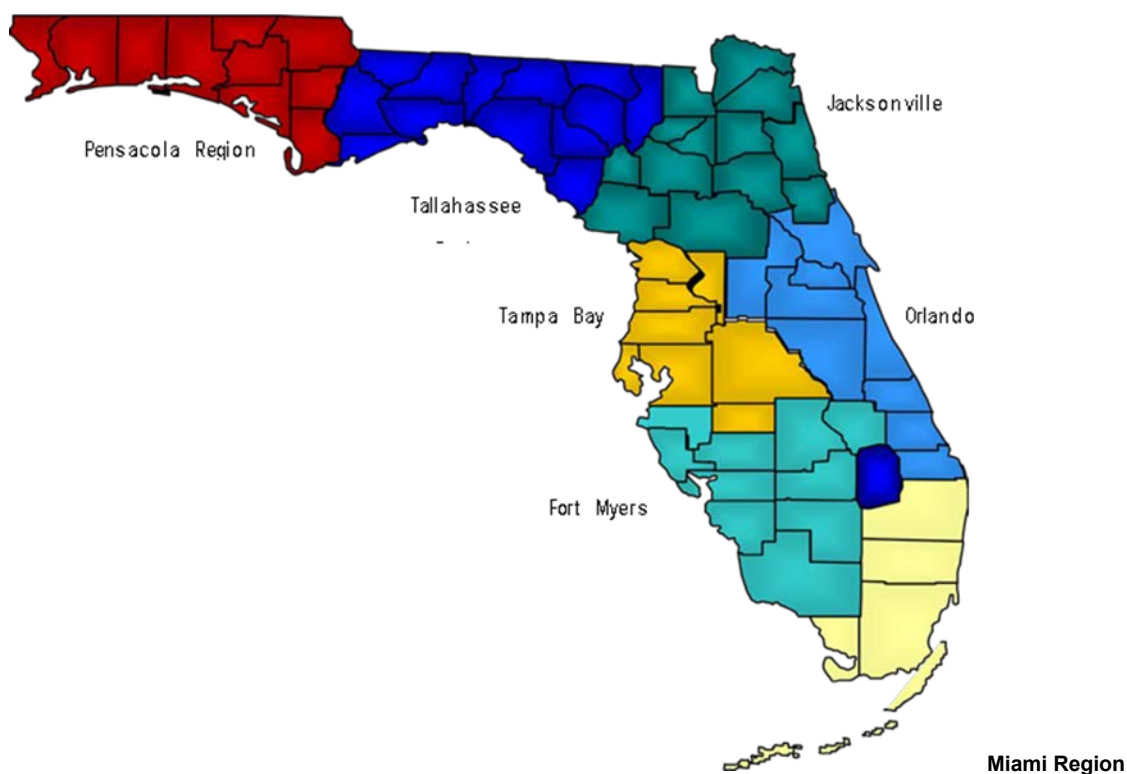 Jacksonville
Pensacola Region
Tallahassee
Tampa Bay
Orlando
Fort Myers
Miami Region